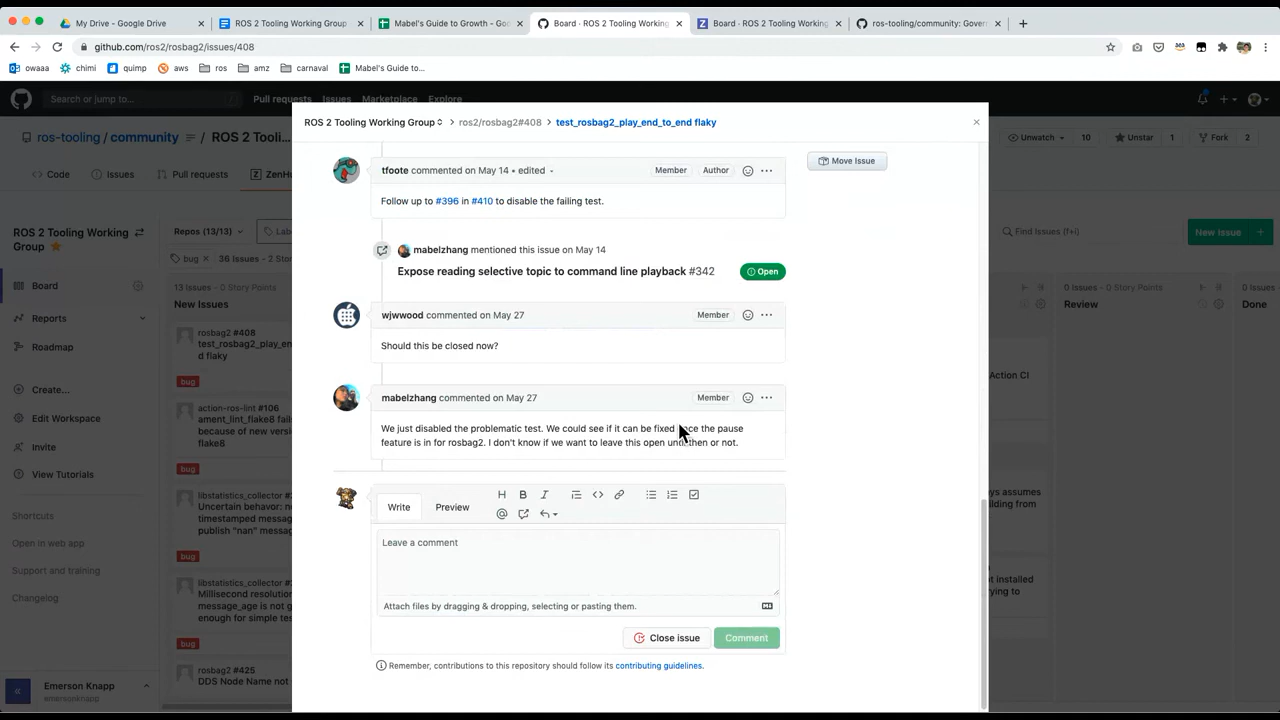 My Drive - Google Drive
ROS 2 Tooling Working Group
Mabel's Guide to Growth - Goo
Board - ROS 2 Tooling Working
Board · ROS 2 Tooling Working
ros-tooling/community: Gover
github.com/ros2/rosbag2/issues/408
owaaa
chimi
quimp
aws
ros
amz
carnaval
Mabel's Guide to...
Search or jump to...
Pull requests
Issues
Marketplace
Explore
ros-tooling / community / ROS 2 Tooli...
Unwatch
10
Unstar
1
Fork
2
Code
Issues
Pull requests
ZenHu
ROS 2 Tooling Working Group
> ros2/rosbag2#408 >
test_rosbag2_play_end_to_end flaky
Move Issue
tfoote commented on May 14 • edited
Member
Author
Follow up to #396 in #410 to disable the failing test.
mabelzhang mentioned this issue on May 14
Expose reading selective topic to command line playback #342
Open
wjwwood commented on May 27
Member
Should this be closed now?
mabelzhang commented on May 27
Member
We just disabled the problematic test. We could see if it can be fixed the pause
feature is in for rosbag2. I don't know if we want to leave this open then or not.
Write
Preview
Leave a comment
Attach files by dragging & dropping, selecting or pasting them.
Close issue
Comment
Remember, contributions to this repository should follow its contributing guidelines.
ROS 2 Tooling Working
Group
Board
Reports
Roadmap
Create...
Edit Workspace
Invite
View Tutorials
Shortcuts
Open in web app
Support and training
Changelog
Emerson Knapp
emersonknapp
Repos (13/13)
Labe
bug
36 Issues - 2 Stor
Find Issues (f+i)
New Issue
13 Issues · 0 Story Points
New Issues
rosbag2 #408
test_rosbag2_play_en
d flaky
bug
action-ros-lint #106
ament_lint_flake8 fail
because of new versi
flake8
bug
libstatistics_collector #2
Uncertain behavior: no
timestamped messag
publish "nan" messag
bug
libstatistics_collector #3
Millisecond resolution
message_age is not g
enough for simple tes
bug
rosbag2 #425
DDS Node Name not
0 Issues · 0 Story Points
Review
0 Issues ·
Done
Action CI
ys assumes
ilding from
t installed
ying to